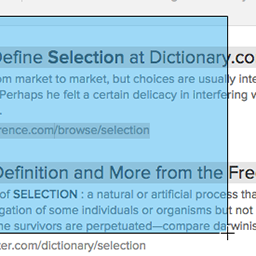 Define Selection at Dictionary.co
om market to market, but choices are usually inte
Perhaps he felt a certain delicacy in interfering w
.
rence.com/browse/selection
Definition and More from the Fre
of SELECTION : a natural or artificial process tha
gation of some individuals or organisms but not
he survivors are perpetuated—compare darwinis
ter.com/dictionary/selection